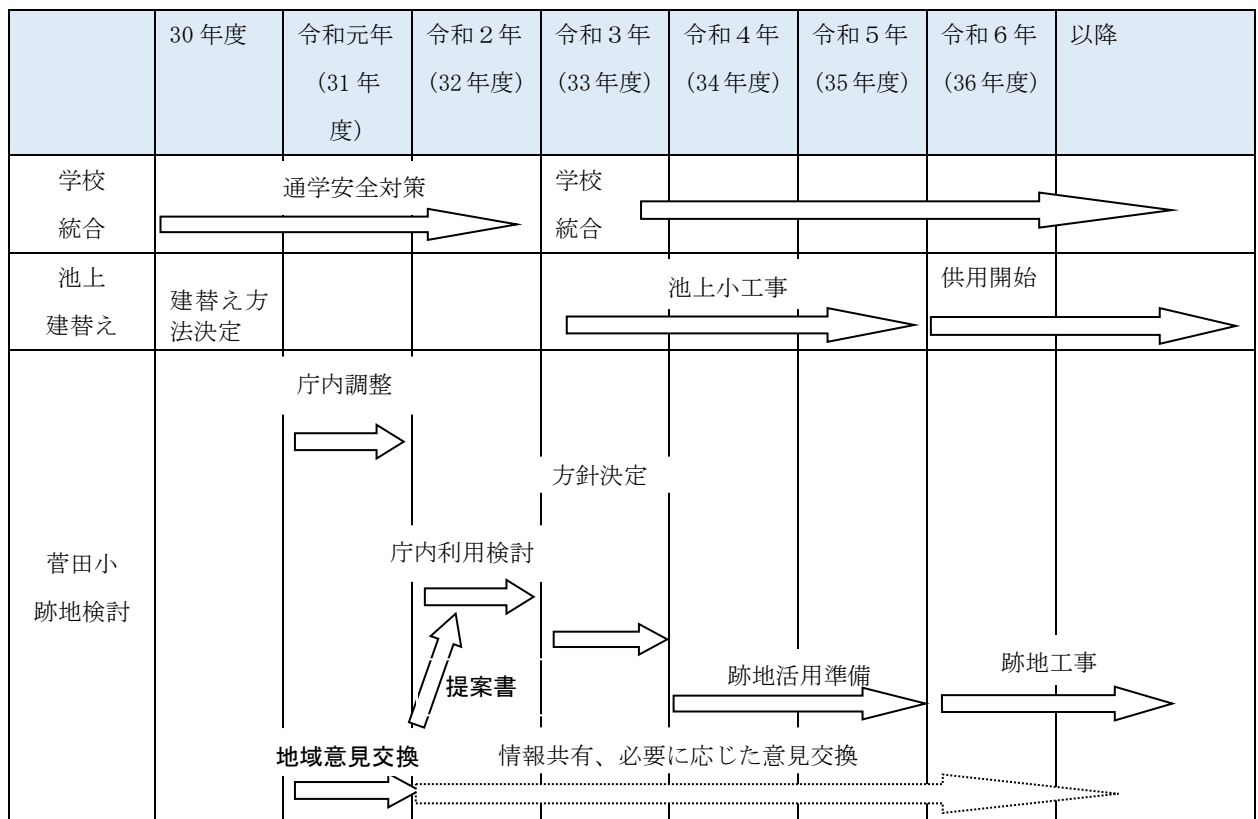 30年度
令和元年
(31年
度)
令和２年
(32年度)
令和３年
(33年度)
令和４年
(34年度)
令和５年
(35年度)
令和６年
(36年度)
以降
学校
統合
通学安全対策
学校
統合
池上
建替え
建替え方
法決定
池上小工事
供用開始
菅田小
跡地検討
庁内調整
方針決定
庁内利用検討
提案書
跡地活用準備
跡地工事
地域意見交換
情報共有、必要に応じた意見交換